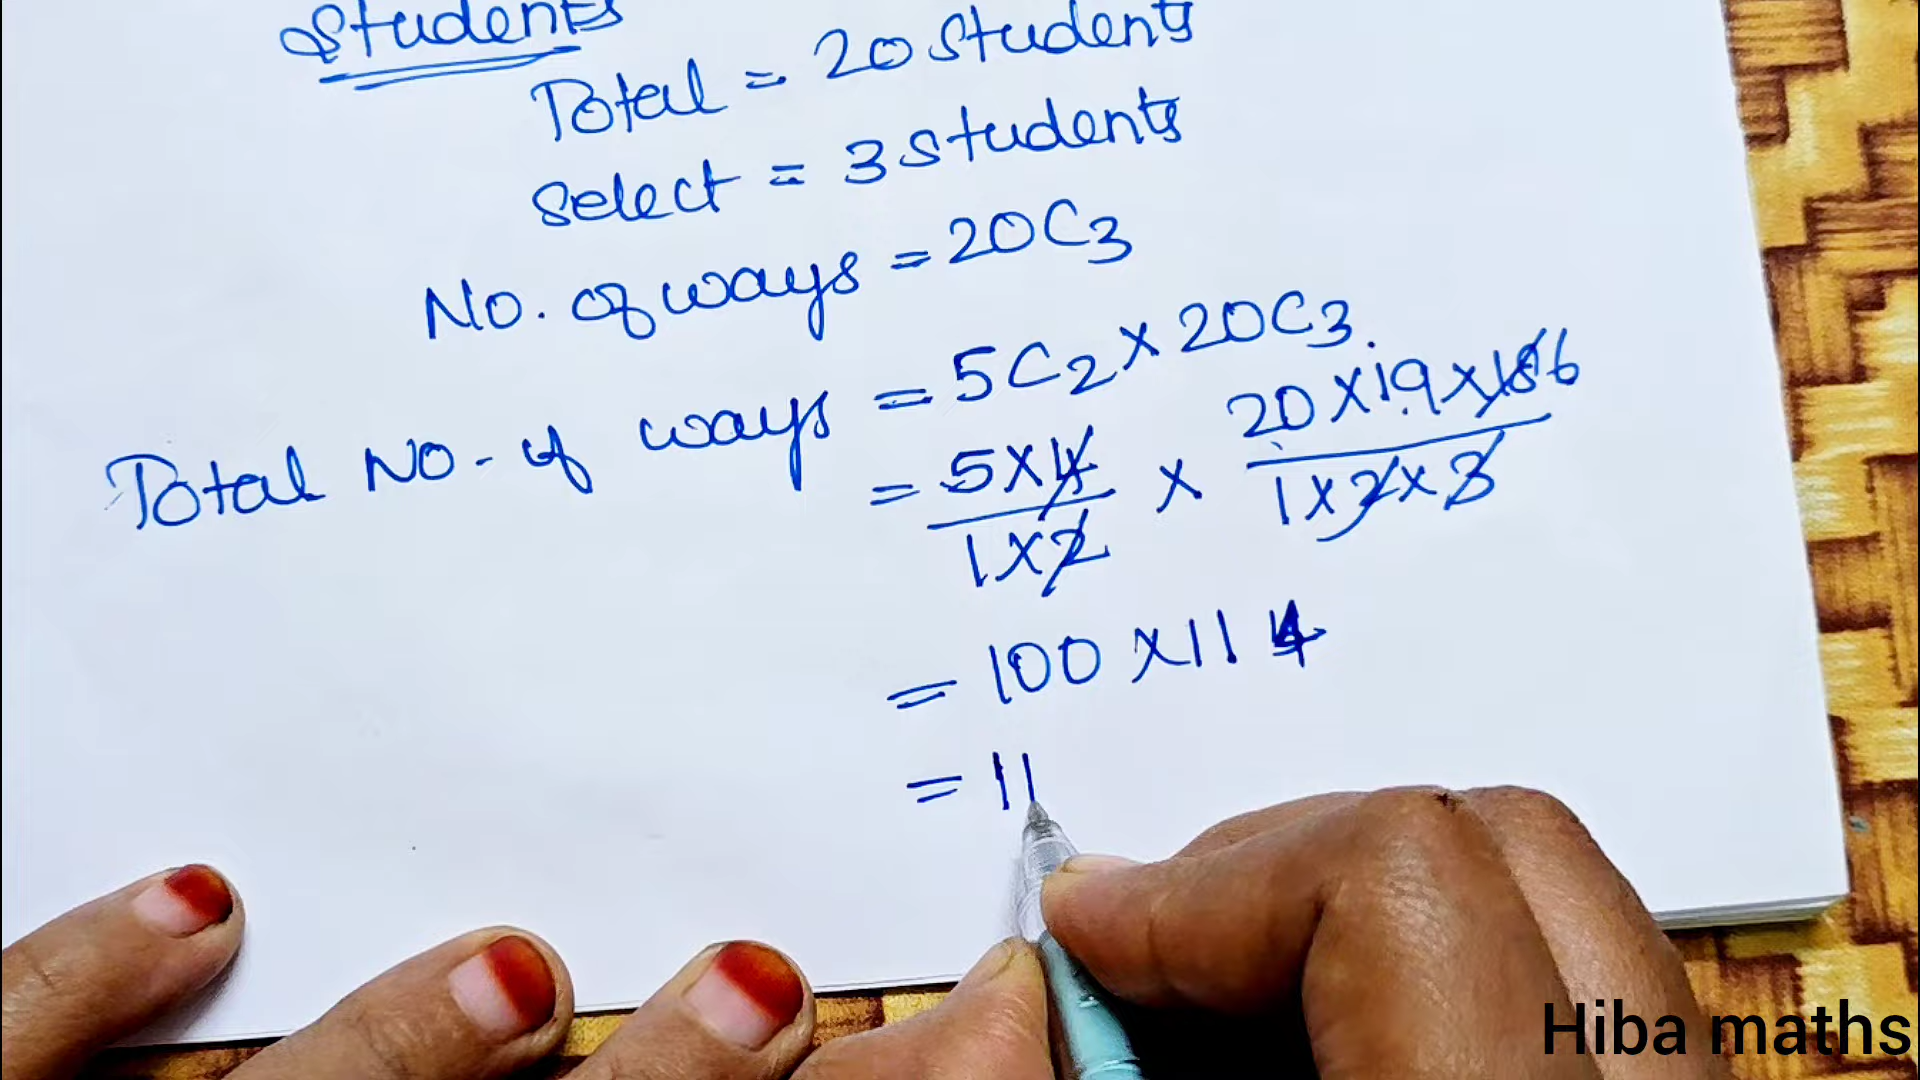 Students
Total = 20 students
select = 3 students
No. of ways = 20C3
Total No. of ways = 5C2 × 20C3.
= 5×4 / 1×2 × 20×19×18 6 / 1×2×3
= 100 × 114
= 11
Hiba maths